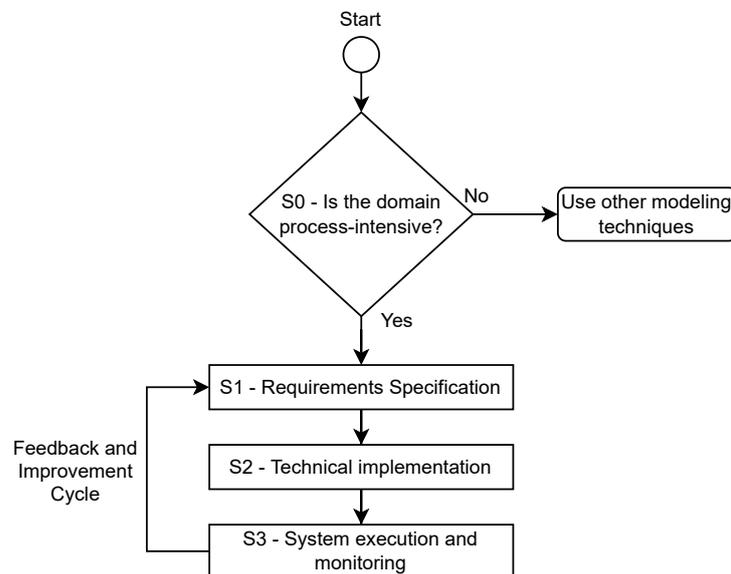 Start
S0 - Is the domain
process-intensive?
No
Use other modeling
techniques
Yes
S1 - Requirements Specification
Feedback and
Improvement
Cycle
S2 - Technical implementation
S3 - System execution and
monitoring